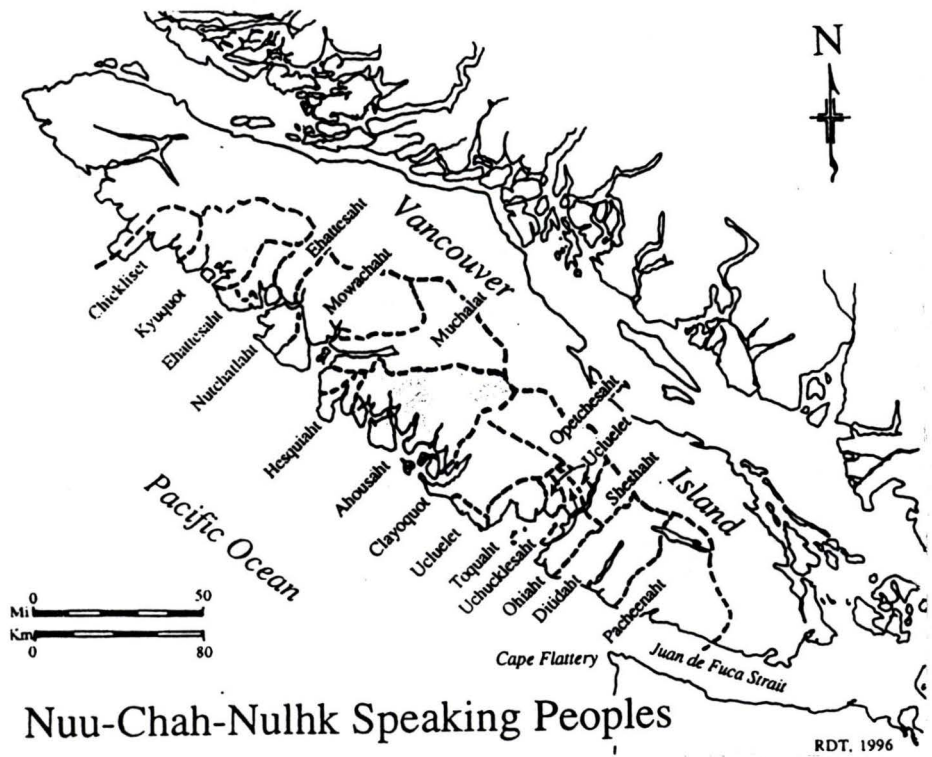 N
Vancouver
Island
Pacific Ocean
Chickliset
Kyuquot
Ehattesaht
Ehattesaht
Nutchatlaht
Mowachaht
Muchalat
Hesquiaht
Ahousaht
Clayoquot
Ucluelet
Toquaht
Uchucklesaht
Ohiaht
Ditidaht
Pacheenaht
Opetchesaht
Ucluelet
Sheshaht
Cape Flattery
Juan de Fuca Strait
Mi
0 50
Km
0 80
Nuu-Chah-Nulhk Speaking Peoples
RDT, 1996